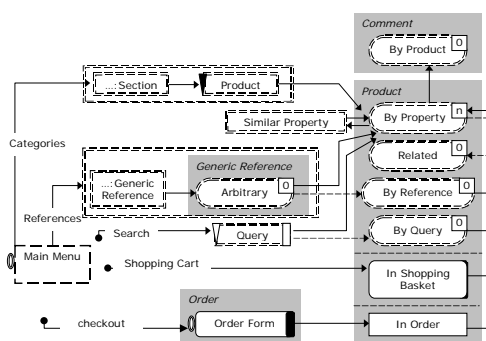 Comment
By Product
0
Product
...: Section
Product
By Property
n
Similar Property
Categories
Related
0
Generic Reference
...: Generic
Reference
Arbitrary
0
By Reference
0
References
Search
Query
By Query
0
Main Menu
Shopping Cart
In Shopping
Basket
Order
checkout
Order Form
In Order